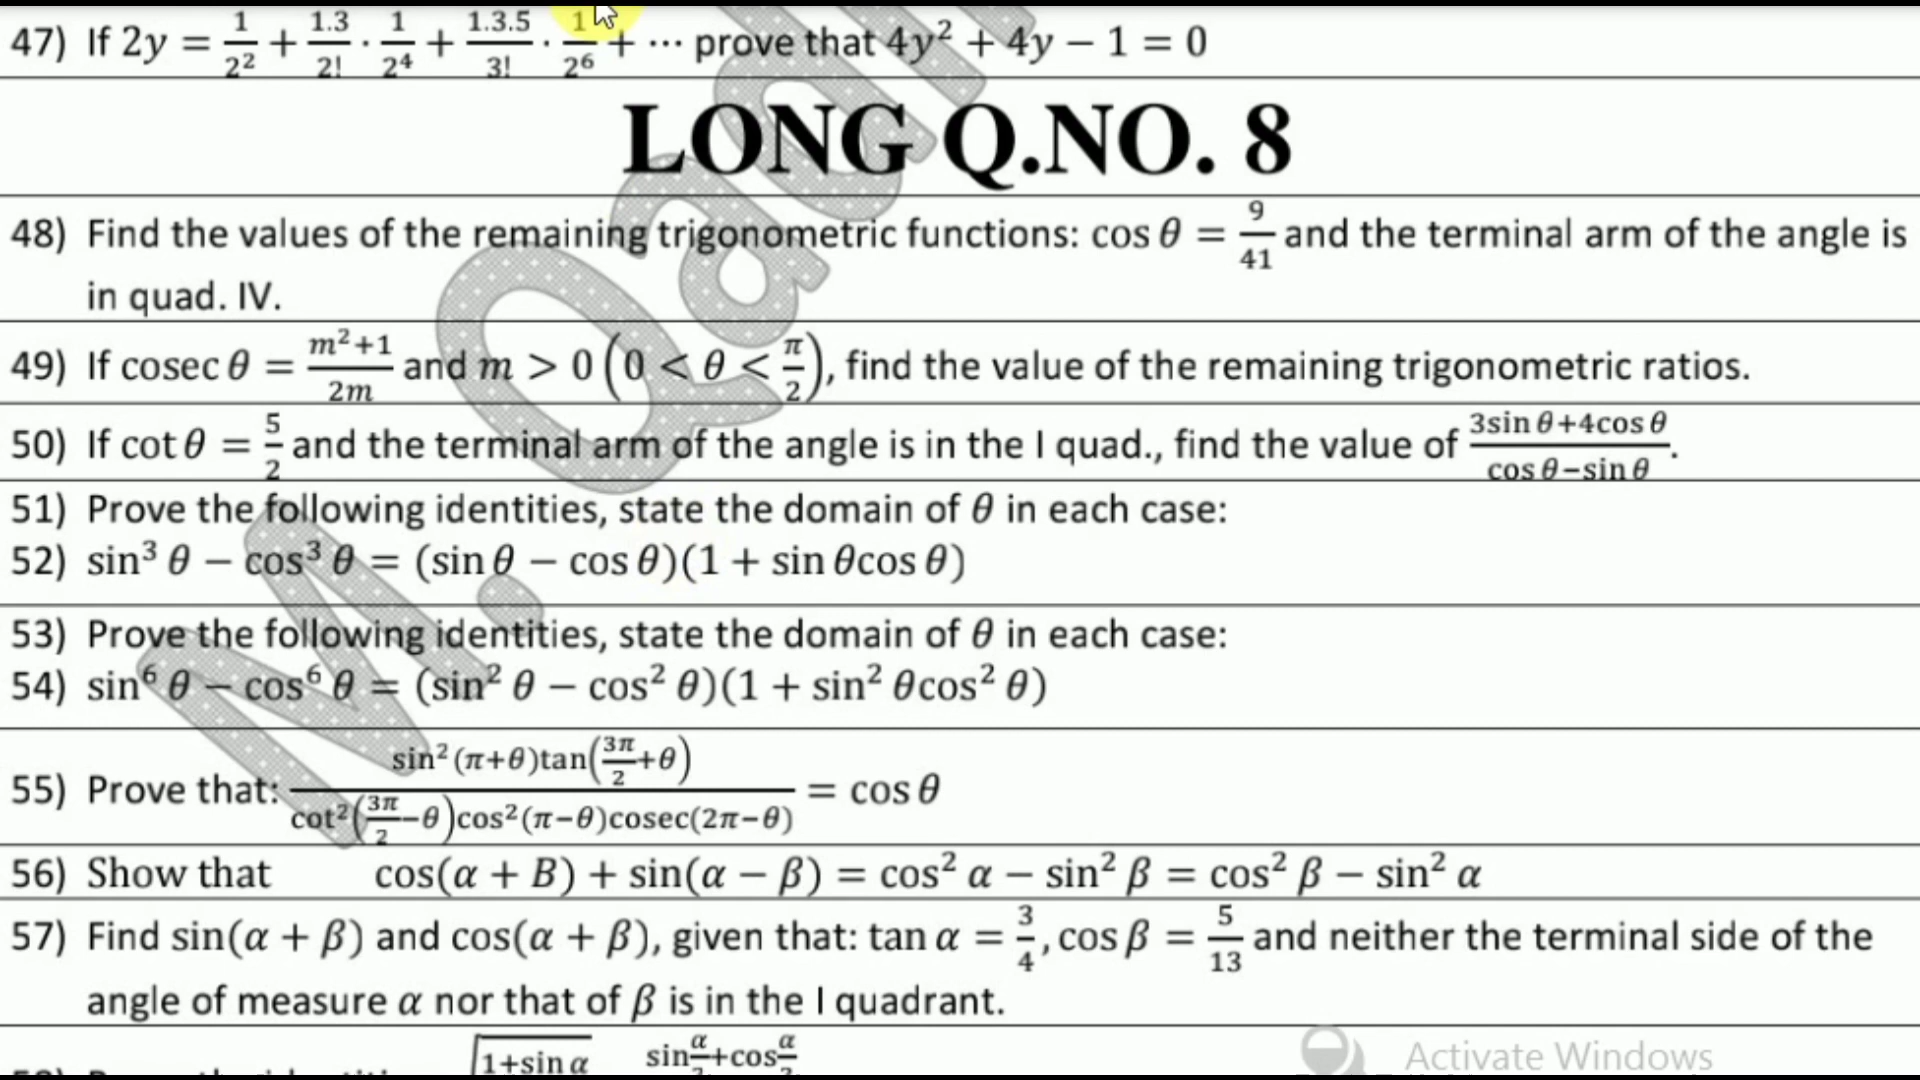 47) If 2y = 1/2² + 1.3/2! · 1/2⁴ + 1.3.5/3! · 1/2⁶ + ⋯ prove that 4y² + 4y − 1 = 0
LONG Q.NO. 8
48) Find the values of the remaining trigonometric functions: cos θ = 9/41 and the terminal arm of the angle is
in quad. IV.
49) If cosec θ = (m²+1)/2m and m > 0 (0 < θ < π/2), find the value of the remaining trigonometric ratios.
50) If cot θ = 5/2 and the terminal arm of the angle is in the I quad., find the value of (3sin θ+4cos θ)/(cos θ−sin θ).
51) Prove the following identities, state the domain of θ in each case:
52) sin³ θ − cos³ θ = (sin θ − cos θ)(1 + sin θcos θ)
53) Prove the following identities, state the domain of θ in each case:
54) sin⁶ θ − cos⁶ θ = (sin² θ − cos² θ)(1 + sin² θcos² θ)
55) Prove that: sin²(π+θ)tan(3π/2+θ) / cot²(3π/2−θ)cos²(π−θ)cosec(2π−θ) = cos θ
56) Show that cos(α + B) + sin(α − β) = cos² α − sin² β = cos² β − sin² α
57) Find sin(α + β) and cos(α + β), given that: tan α = 3/4, cos β = 5/13 and neither the terminal side of the
angle of measure α nor that of β is in the I quadrant.
√1+sin α sin α/ +cos α/
Activate Windows
M. Qad